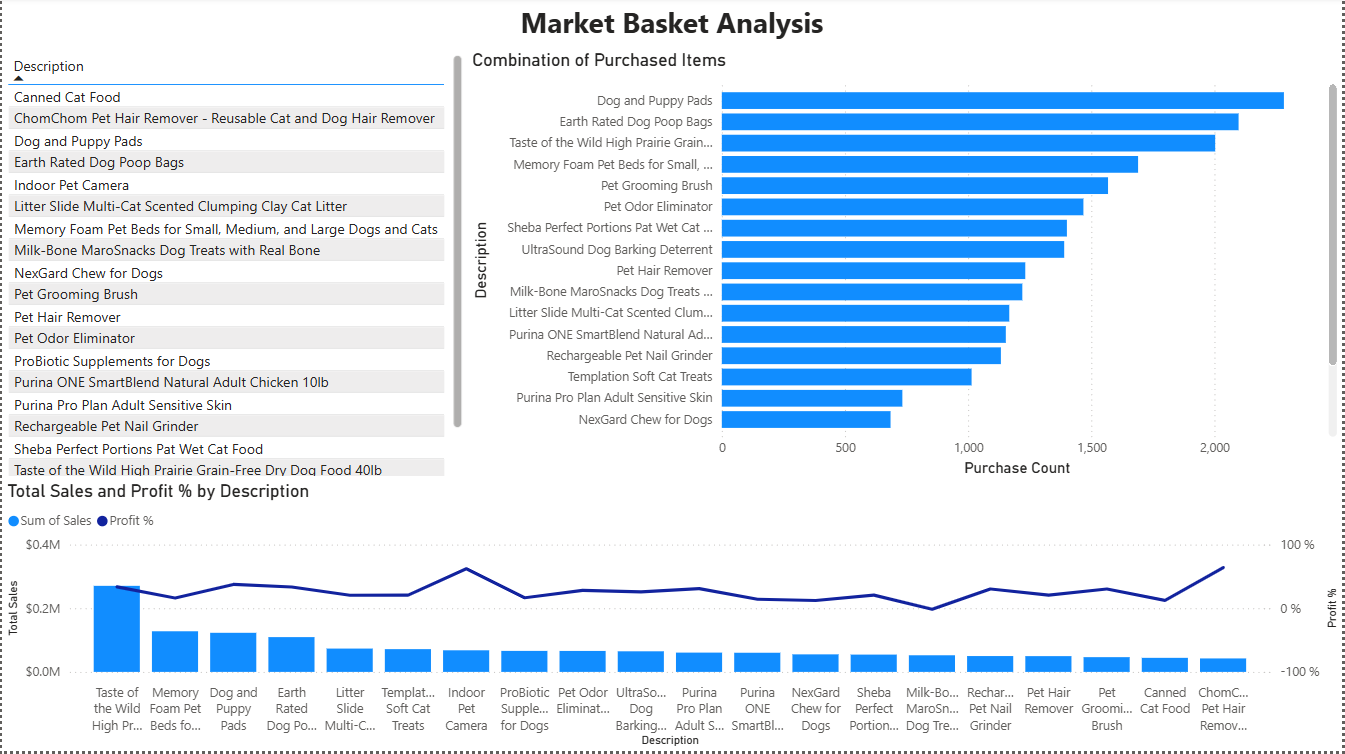 Market Basket Analysis
Description
Canned Cat Food
ChomChom Pet Hair Remover - Reusable Cat and Dog Hair Remover
Dog and Puppy Pads
Earth Rated Dog Poop Bags
Indoor Pet Camera
Litter Slide Multi-Cat Scented Clumping Clay Cat Litter
Memory Foam Pet Beds for Small, Medium, and Large Dogs and Cats
Milk-Bone MaroSnacks Dog Treats with Real Bone
NexGard Chew for Dogs
Pet Grooming Brush
Pet Hair Remover
Pet Odor Eliminator
ProBiotic Supplements for Dogs
Purina ONE SmartBlend Natural Adult Chicken 10lb
Purina Pro Plan Adult Sensitive Skin
Rechargeable Pet Nail Grinder
Sheba Perfect Portions Pat Wet Cat Food
Taste of the Wild High Prairie Grain-Free Dry Dog Food 40lb
Combination of Purchased Items
Description
Dog and Puppy Pads
Earth Rated Dog Poop Bags
Taste of the Wild High Prairie Grain...
Memory Foam Pet Beds for Small, ...
Pet Grooming Brush
Pet Odor Eliminator
Sheba Perfect Portions Pat Wet Cat ...
UltraSound Dog Barking Deterrent
Pet Hair Remover
Milk-Bone MaroSnacks Dog Treats ...
Litter Slide Multi-Cat Scented Clum...
Purina ONE SmartBlend Natural Ad...
Rechargeable Pet Nail Grinder
Templation Soft Cat Treats
Purina Pro Plan Adult Sensitive Skin
NexGard Chew for Dogs
0 500 1,000 1,500 2,000
Purchase Count
Total Sales and Profit % by Description
Sum of Sales Profit %
Total Sales
$0.4M
$0.2M
$0.0M
100 %
0 %
-100 %
Profit %
Taste of Memory Dog and Earth Litter Templat... Indoor ProBiotic Pet Odor UltraSo... Purina Purina NexGard Sheba Milk-Bo... Rechar... Pet Hair Pet Canned ChomC...
the Wild Foam Pet Puppy Rated Slide Soft Cat Pet Supple... Eliminat... Dog Pro Plan ONE Chew for Perfect MaroSn... Pet Nail Remover Groomi... Cat Food Pet Hair
High Pr... Beds fo... Pads Dog Po... Multi-C... Treats Camera for Dogs Barking... Adult S... SmartBl... Dogs Portion... Dog Tre... Grinder Brush Remov...
Description